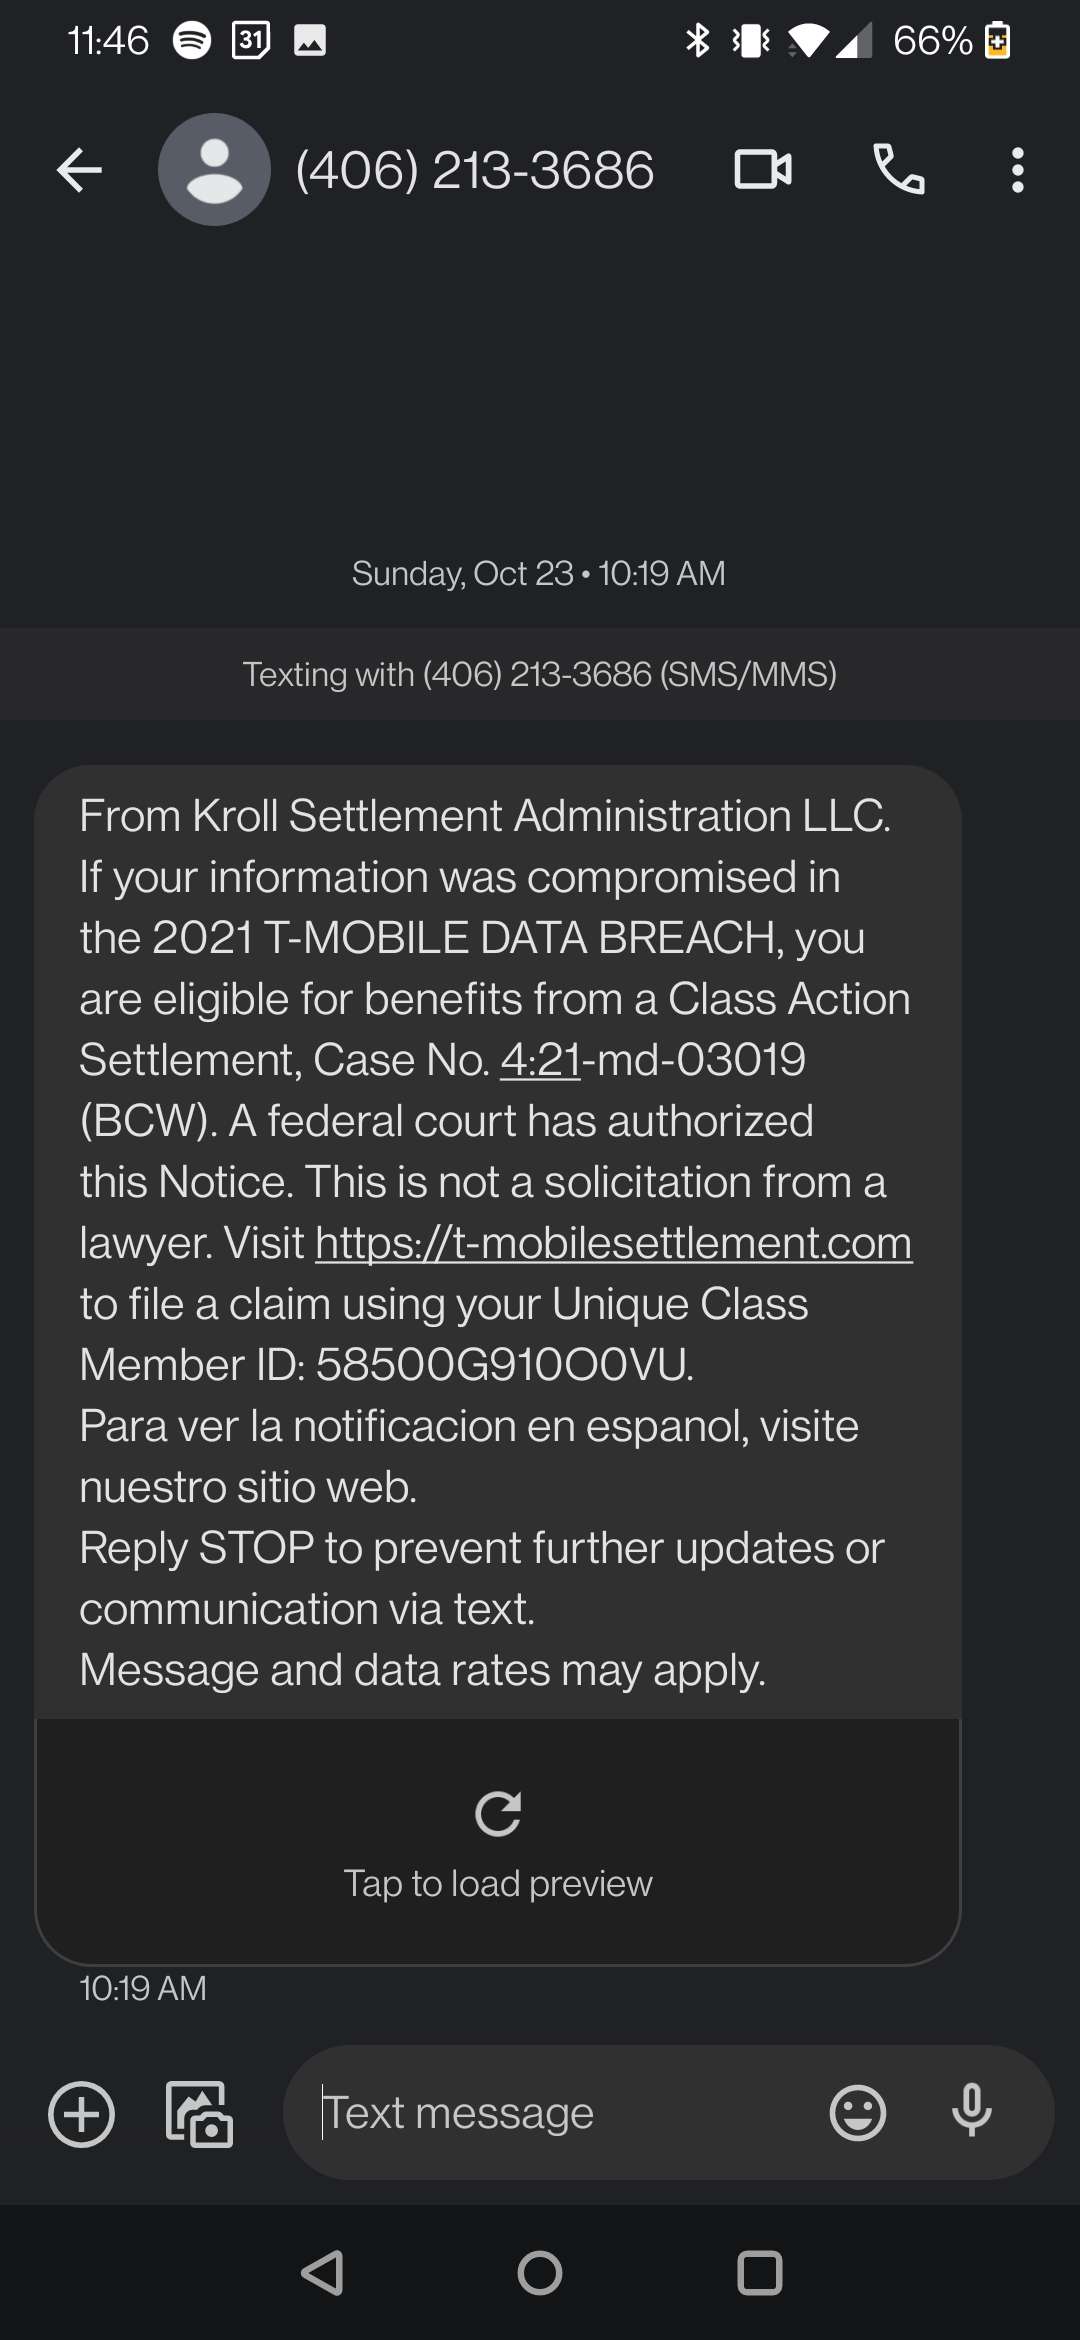 11:46 31 66%
(406) 213-3686
Sunday, Oct 23 • 10:19 AM
Texting with (406) 213-3686 (SMS/MMS)
From Kroll Settlement Administration LLC.
If your information was compromised in
the 2021 T-MOBILE DATA BREACH, you
are eligible for benefits from a Class Action
Settlement, Case No. 4:21-md-03019
(BCW). A federal court has authorized
this Notice. This is not a solicitation from a
lawyer. Visit https://t-mobilesettlement.com
to file a claim using your Unique Class
Member ID: 58500G91OO0VU.
Para ver la notificacion en espanol, visite
nuestro sitio web.
Reply STOP to prevent further updates or
communication via text.
Message and data rates may apply.
Tap to load preview
10:19 AM
Text message